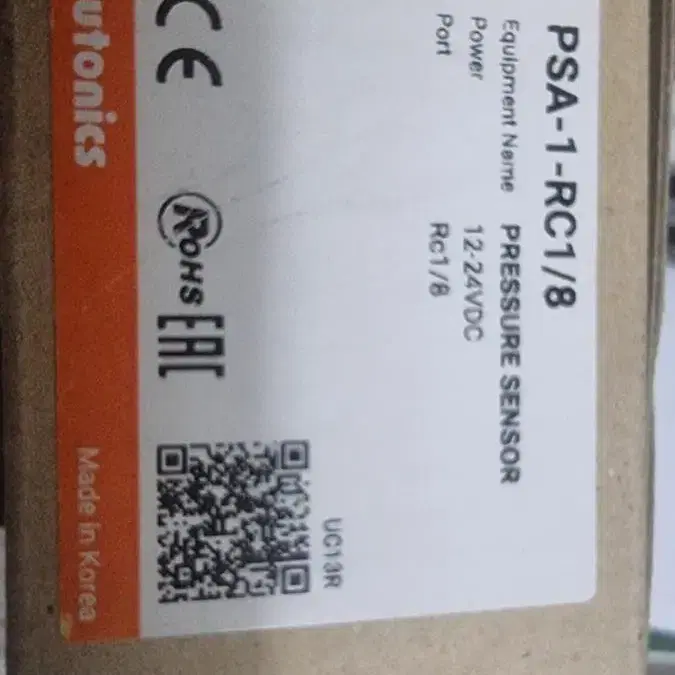 PSA-1-RC1/8
Equipment Name PRESSURE SENSOR
Power 12-24VDC
Port Rc1/8
UC13R
CE
RoHS
EAC
utonics
Made in Korea